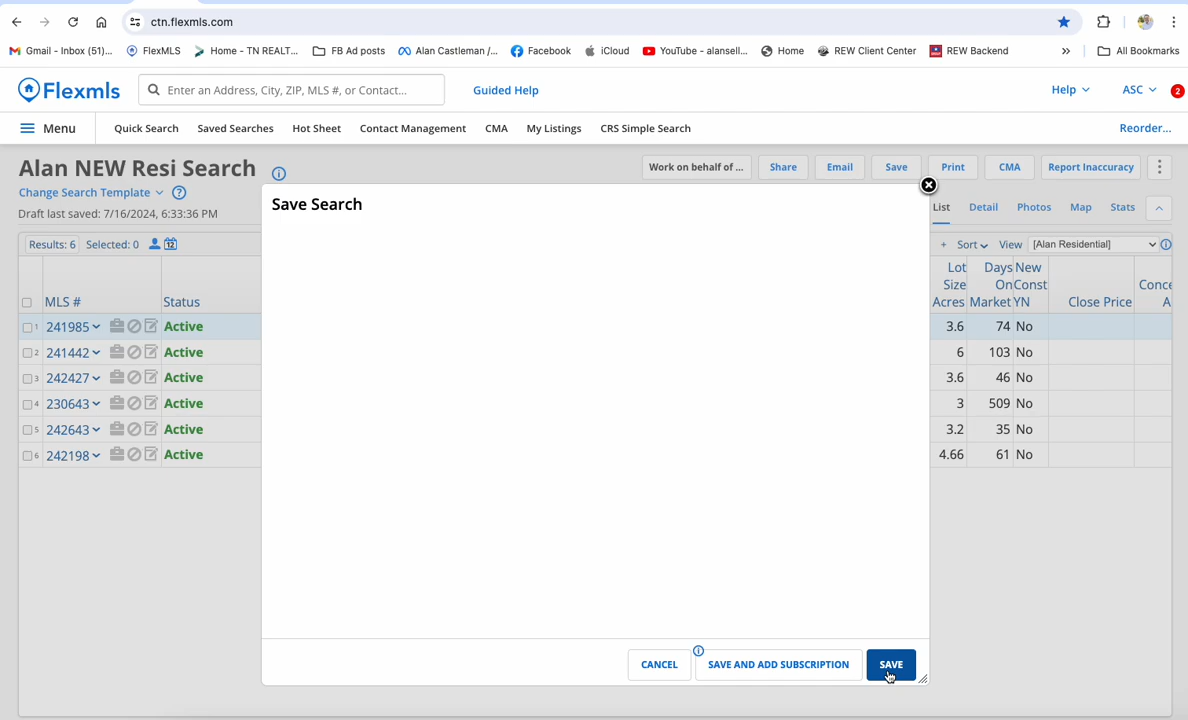 ctn.flexmls.com
Gmail - Inbox (51)... FlexMLS Home - TN REALT... FB Ad posts Alan Castleman /... Facebook iCloud YouTube - alansell... Home REW Client Center REW Backend » All Bookmarks
Flexmls Enter an Address, City, ZIP, MLS #, or Contact... Guided Help Help ASC 2
Menu Quick Search Saved Searches Hot Sheet Contact Management CMA My Listings CRS Simple Search Reorder...
Alan NEW Resi Search Work on behalf of ... Share Email Save Print CMA Report Inaccuracy
Change Search Template
Draft last saved: 7/16/2024, 6:33:36 PM List Detail Photos Map Stats
Save Search
Results: 6 Selected: 0 12 + Sort View [Alan Residential]
Lot Days New
Size On Const Conce
MLS # Status Acres Market YN Close Price A
1 241985 Active 3.6 74 No
2 241442 Active 6 103 No
3 242427 Active 3.6 46 No
4 230643 Active 3 509 No
5 242643 Active 3.2 35 No
6 242198 Active 4.66 61 No
CANCEL SAVE AND ADD SUBSCRIPTION SAVE